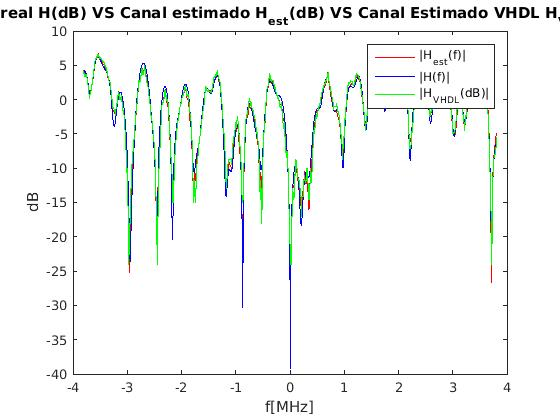 real H(dB) VS Canal estimado H_est(dB) VS Canal Estimado VHDL H
|H_est(f)|
|H(f)|
|H_VHDL(dB)|
10
5
0
-5
-10
-15
-20
-25
-30
-35
-40
dB
-4 -3 -2 -1 0 1 2 3 4
f[MHz]